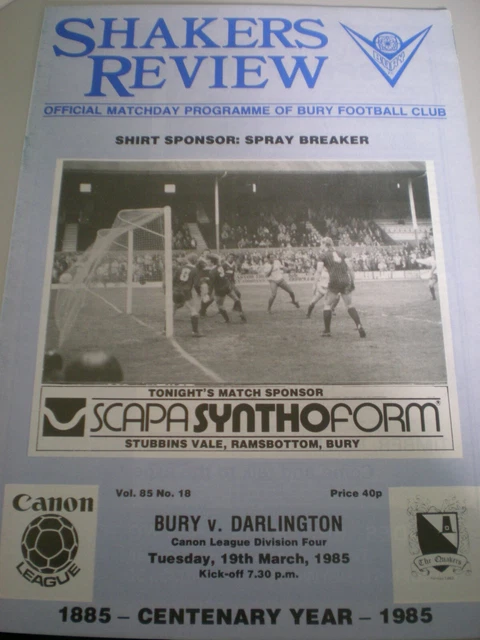 SHAKERS
REVIEW
OFFICIAL MATCHDAY PROGRAMME OF BURY FOOTBALL CLUB
SHIRT SPONSOR: SPRAY BREAKER
TONIGHT'S MATCH SPONSOR
SCAPA SYNTHOFORM
STUBBINS VALE, RAMSBOTTOM, BURY
Vol. 85 No. 18
Price 40p
Canon
LEAGUE
BURY v. DARLINGTON
Canon League Division Four
Tuesday, 19th March, 1985
Kick-off 7.30 p.m.
The Quakers
1885 – CENTENARY YEAR – 1985